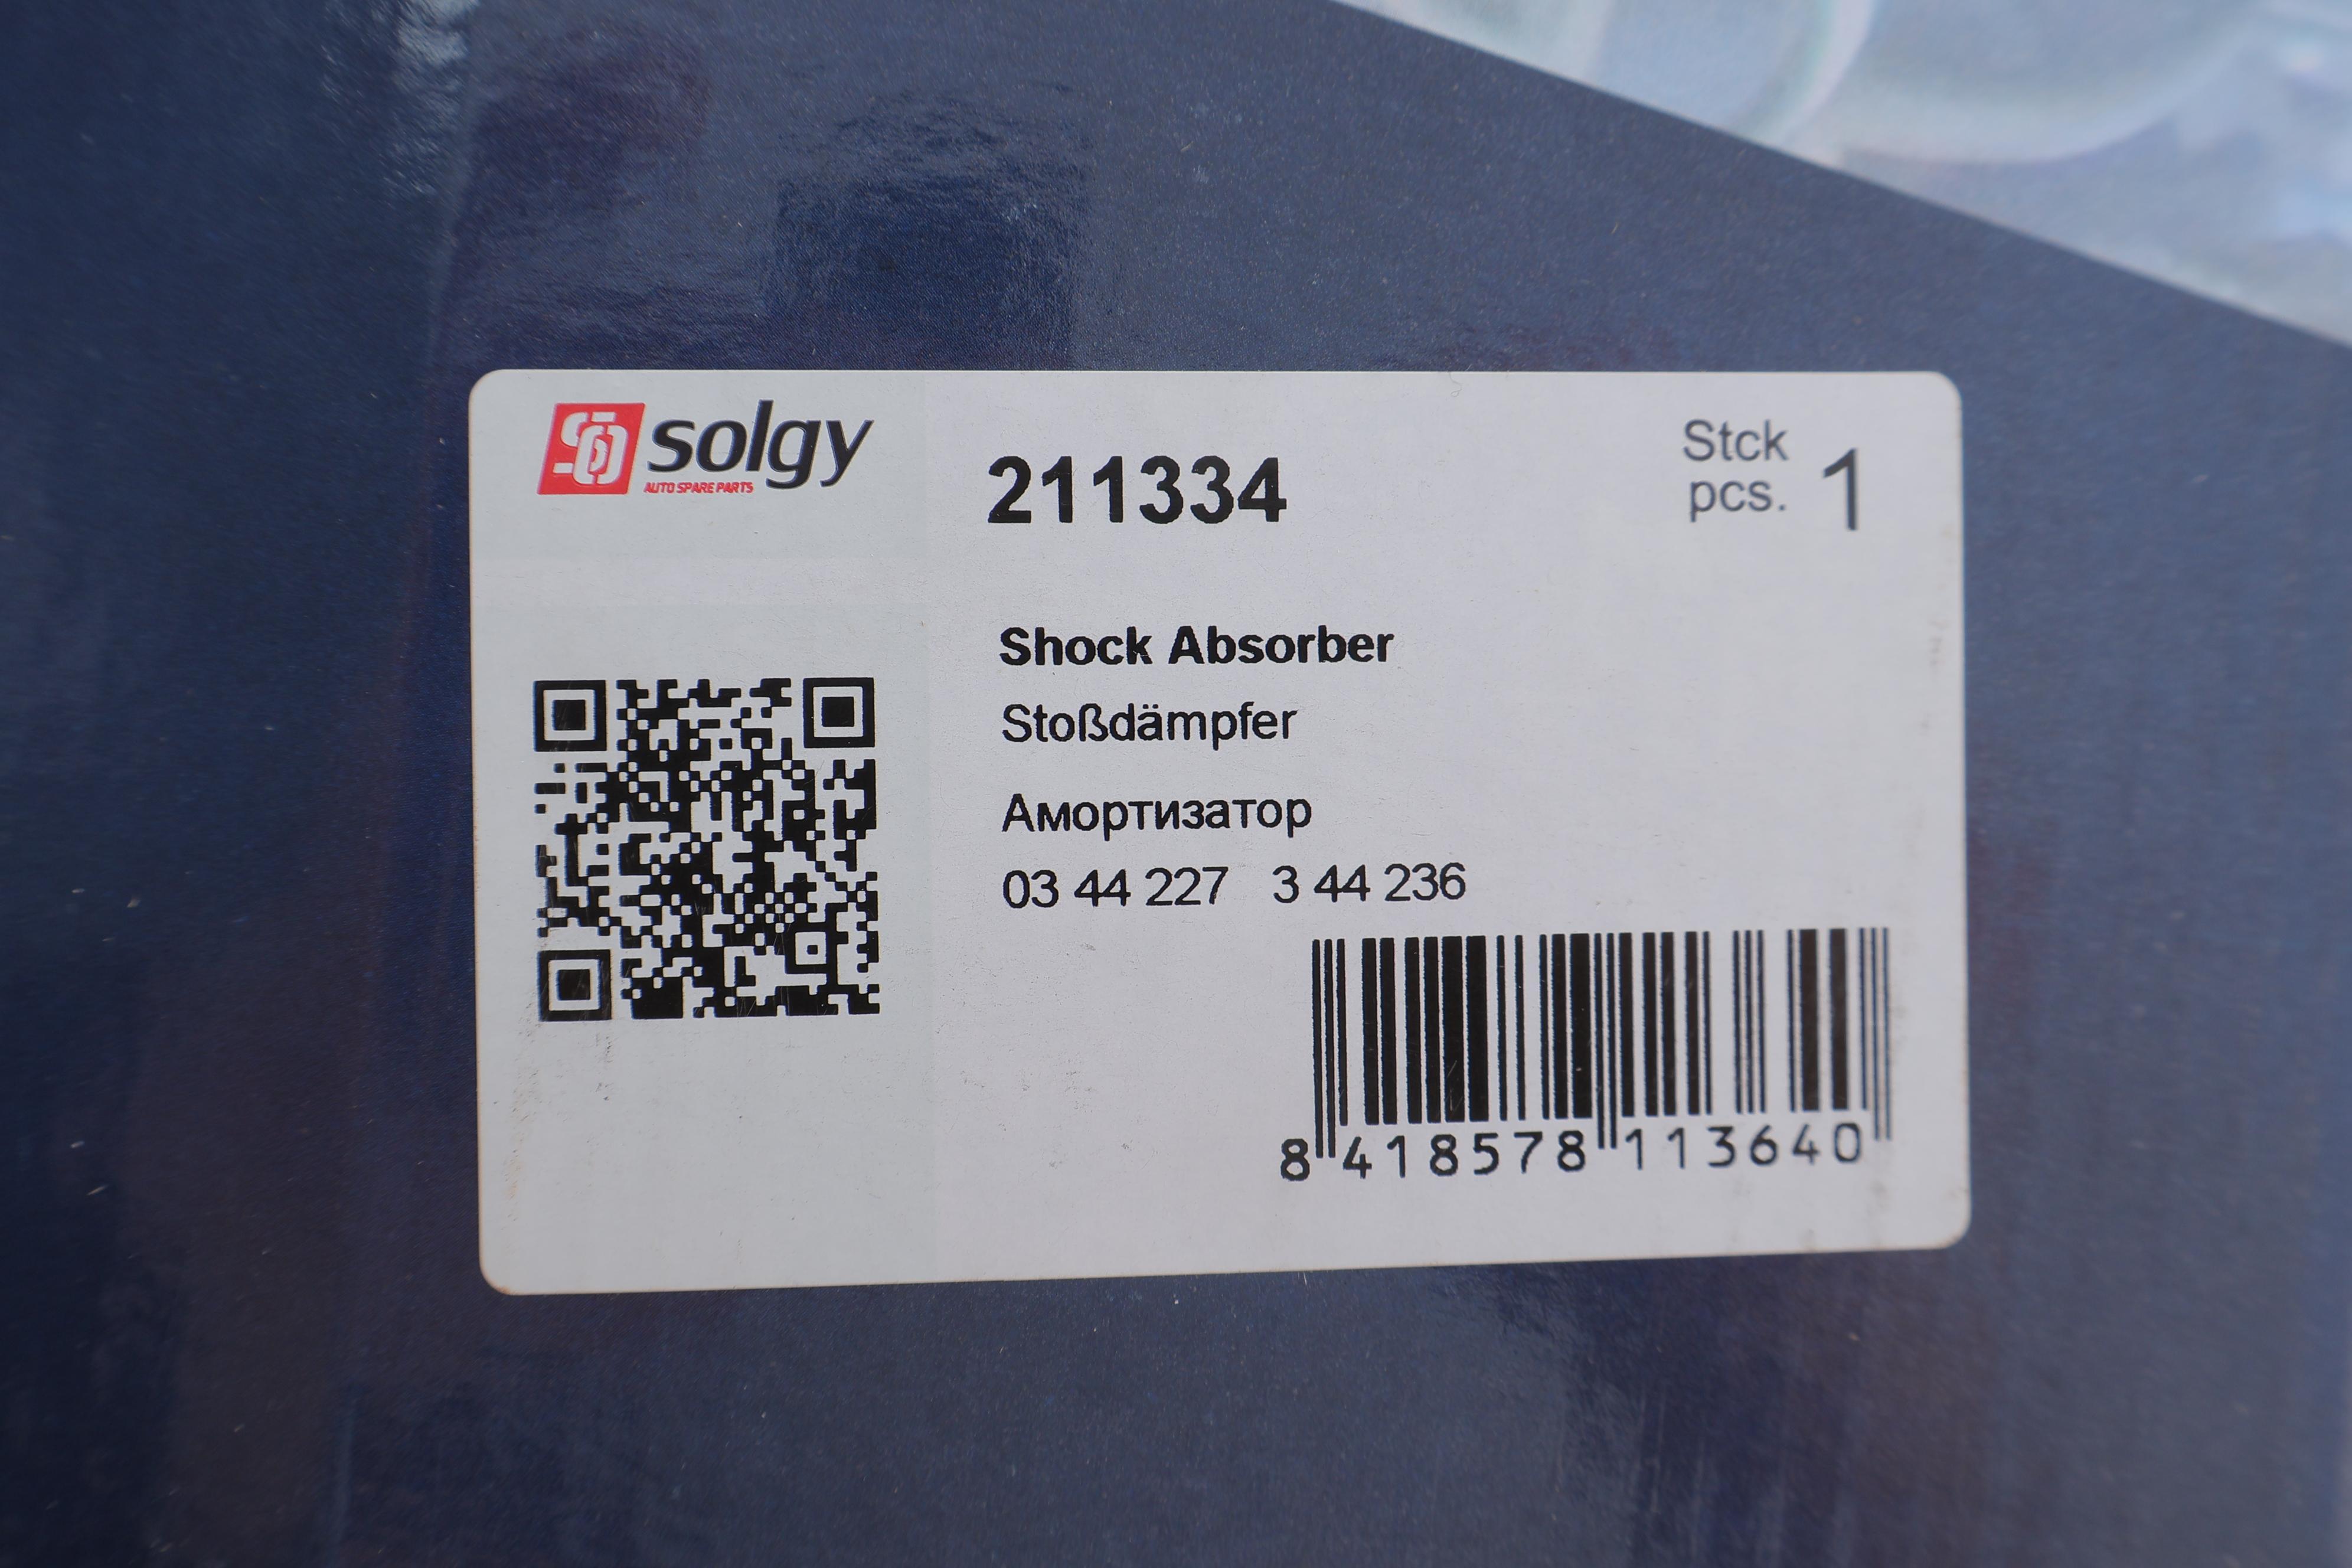 solgy
AUTO SPARE PARTS
211334
Stck
pcs. 1
Shock Absorber
Stoßdämpfer
Амортизатор
03 44 227 3 44 236
8 418578 113640